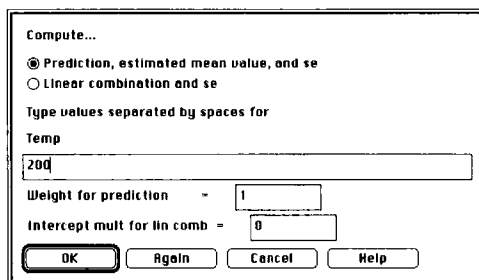 Compute...
Prediction, estimated mean value, and se
Linear combination and se
Type values separated by spaces for
Temp
200
Weight for prediction = 1
Intercept mult for lin comb = 0
OK Again Cancel Help